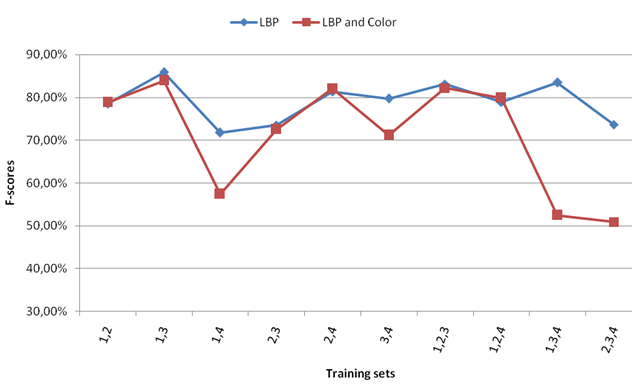 LBP LBP and Color
90,00%
80,00%
70,00%
60,00%
50,00%
40,00%
30,00%
F-scores
1,2 1,3 1,4 2,3 2,4 3,4 1,2,3 1,2,4 1,3,4 2,3,4
Training sets